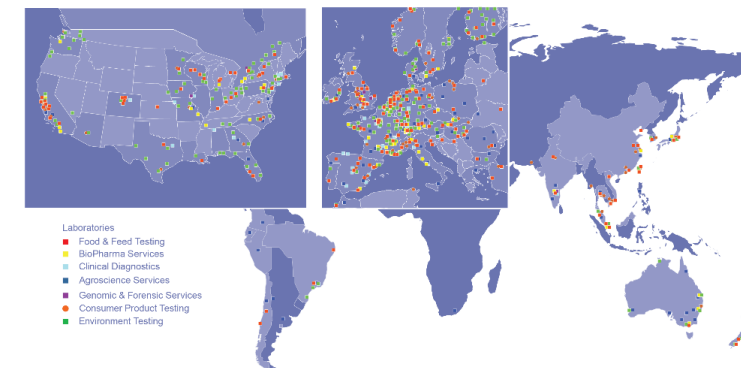 Laboratories
Food & Feed Testing
BioPharma Services
Clinical Diagnostics
Agroscience Services
Genomic & Forensic Services
Consumer Product Testing
Environment Testing